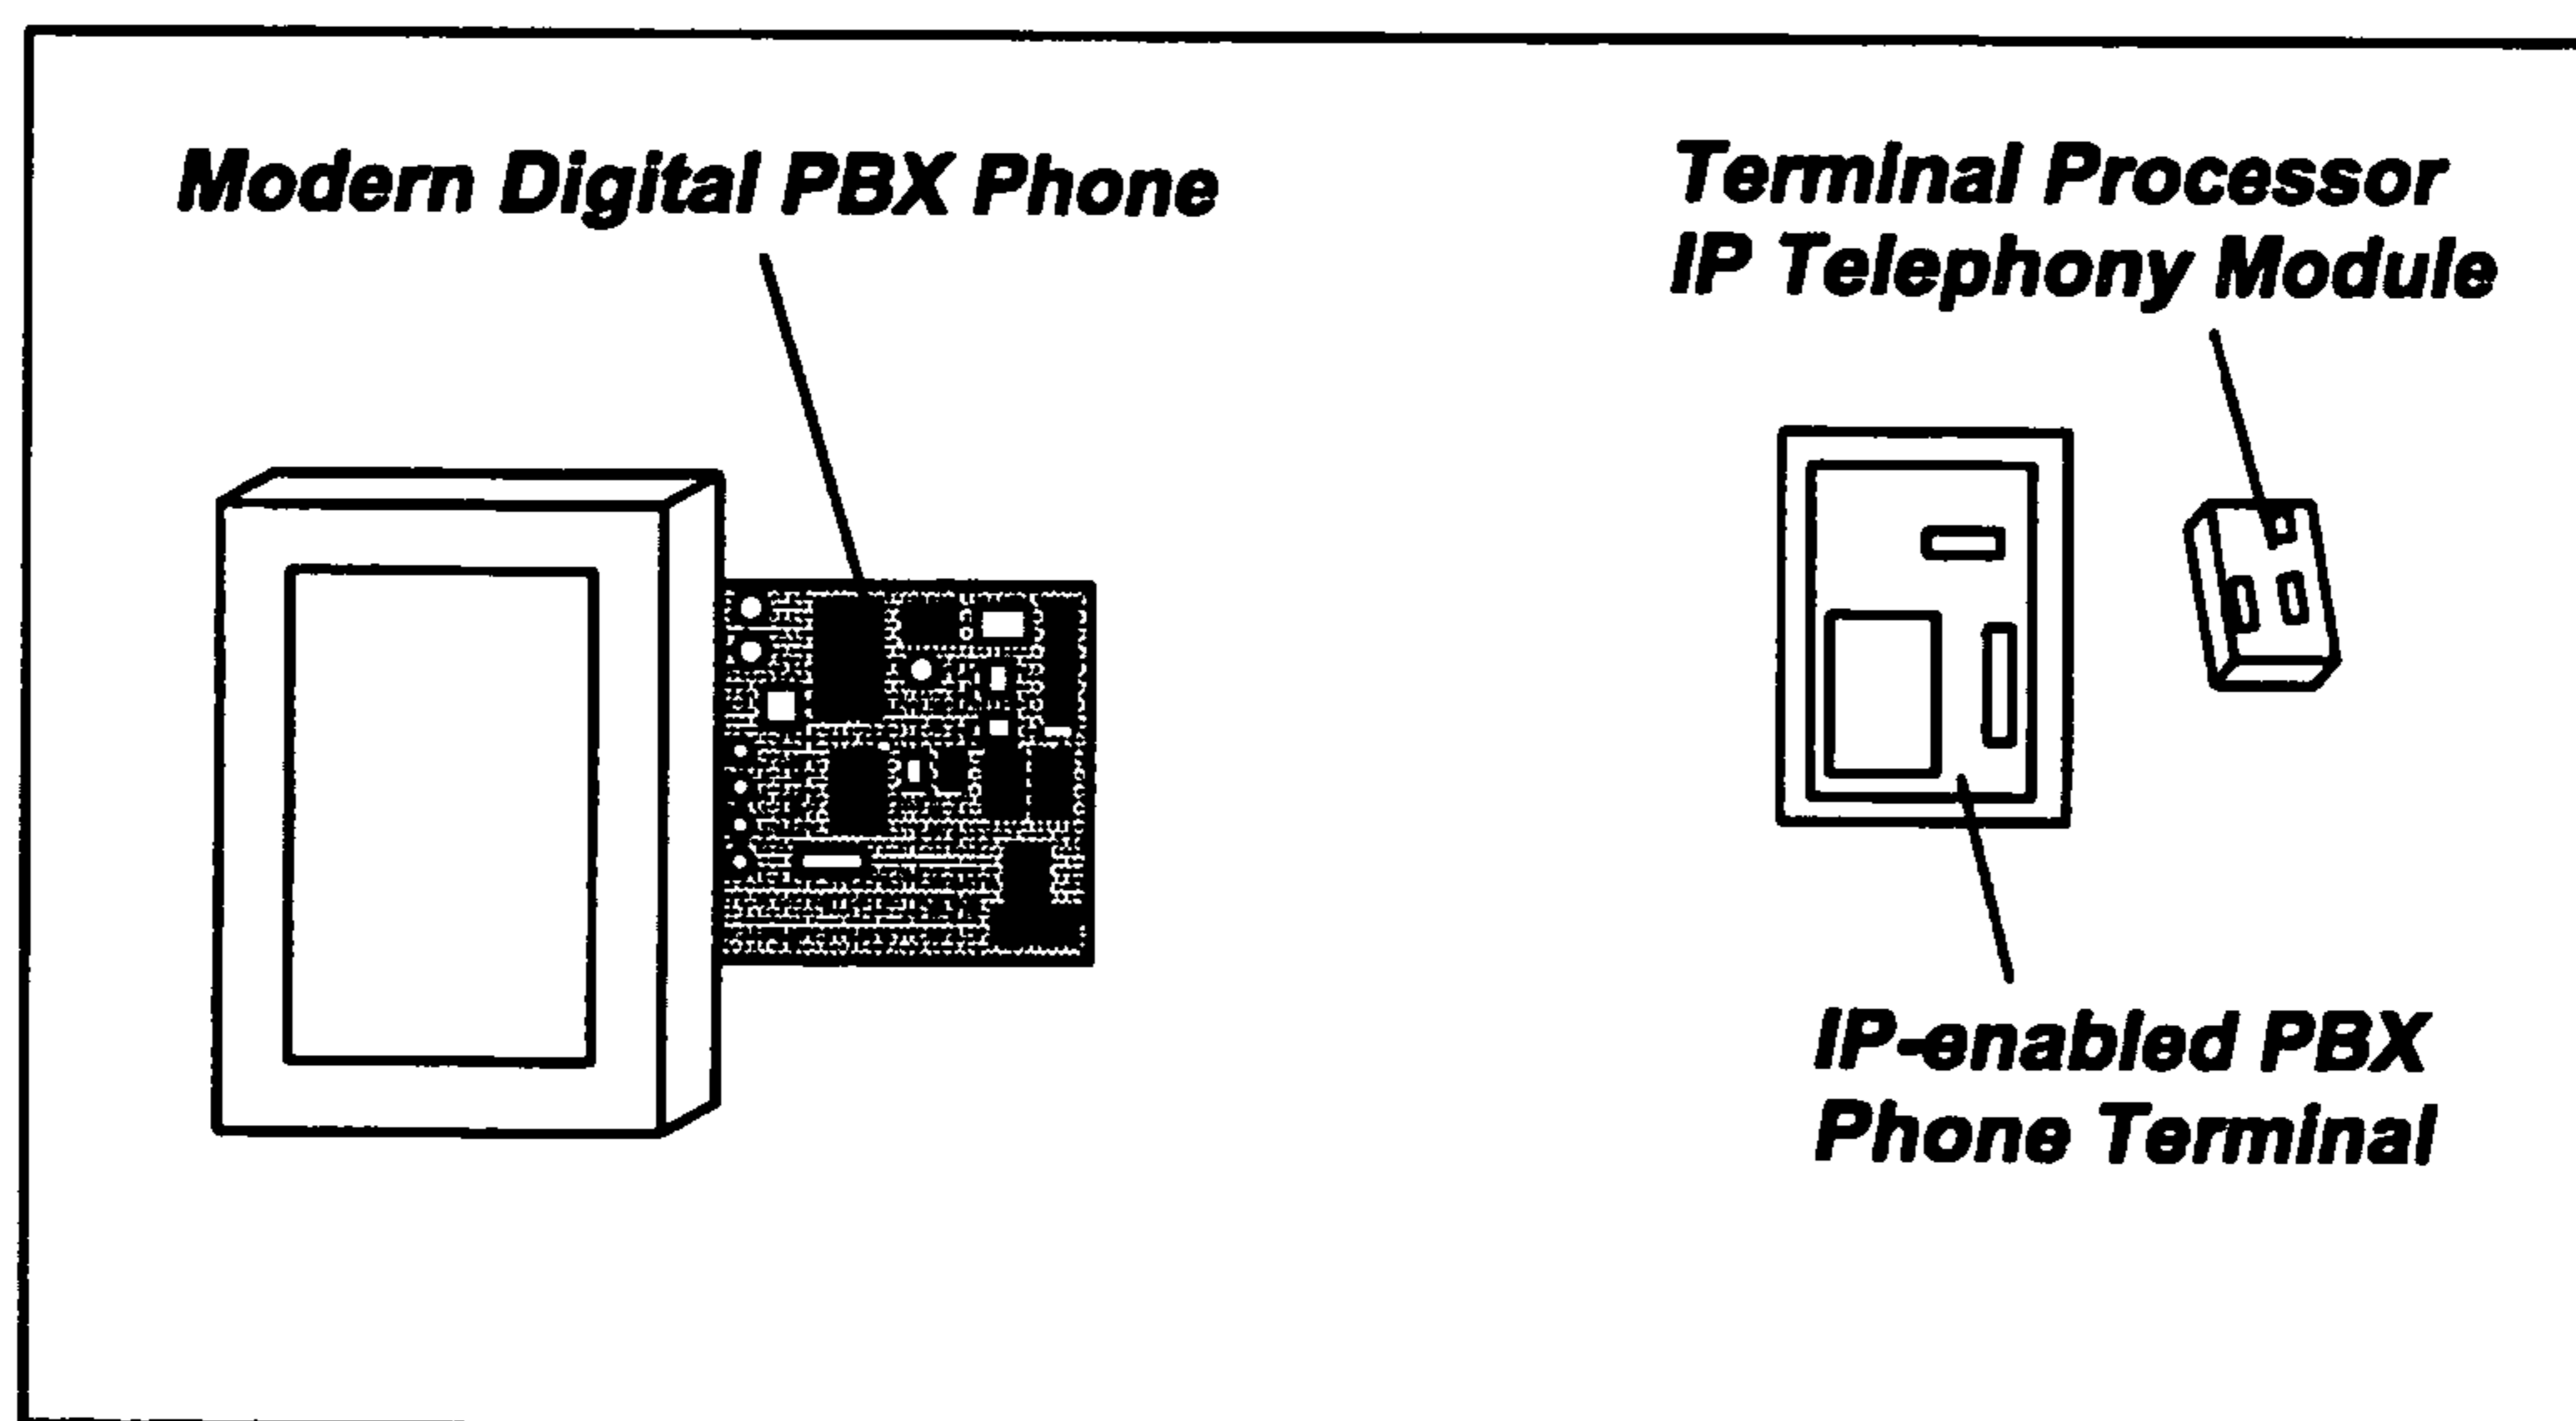 Modern Digital PBX Phone
Terminal Processor
IP Telephony Module
IP-enabled PBX
Phone Terminal